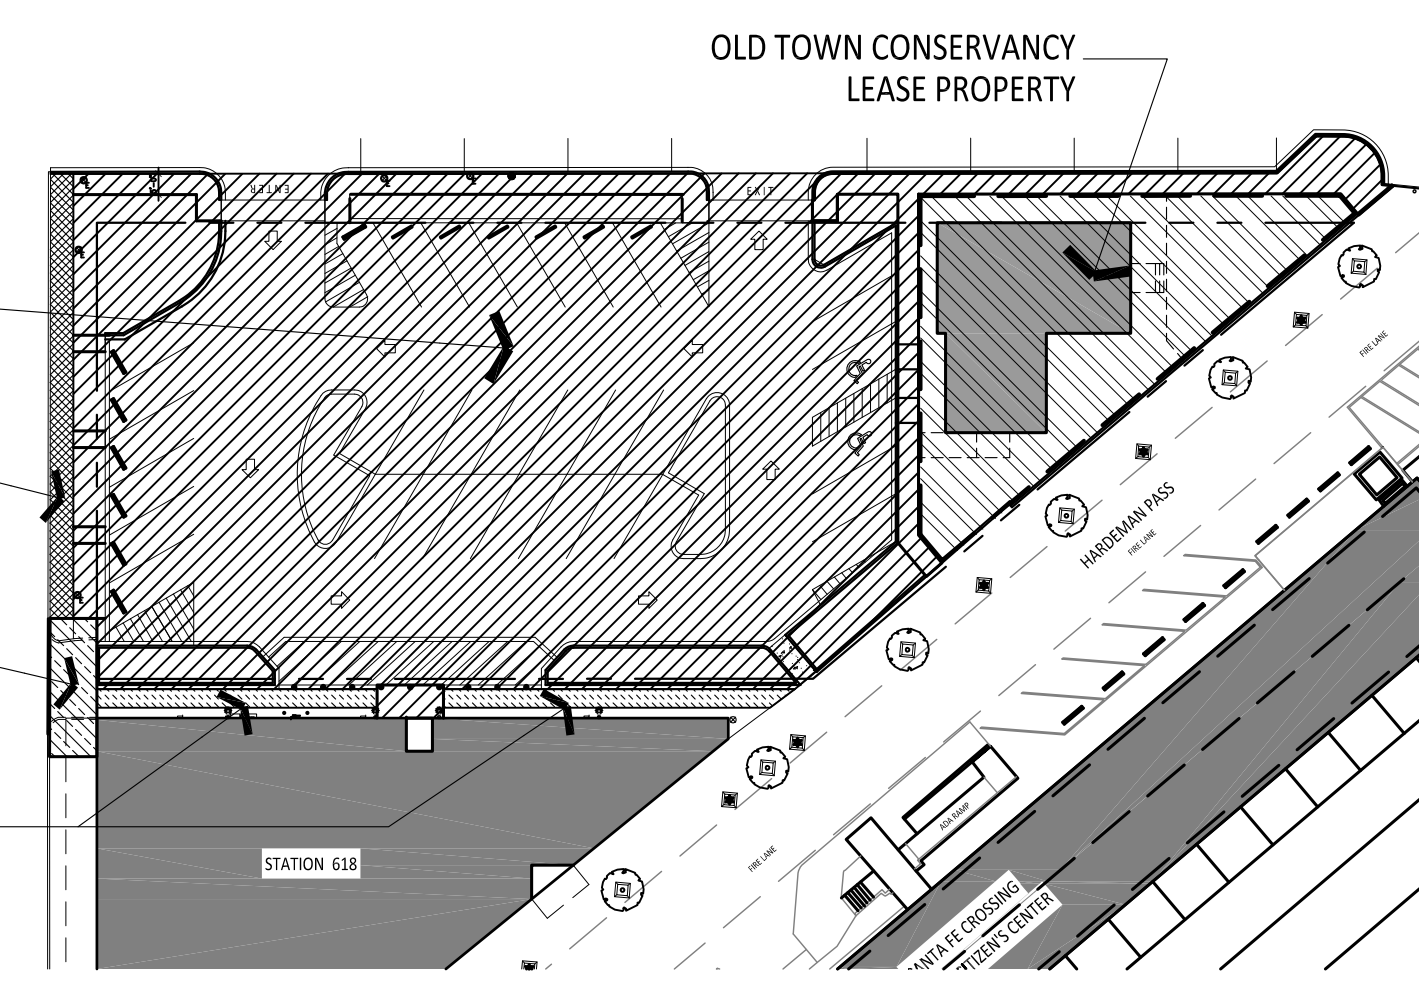 OLD TOWN CONSERVANCY
LEASE PROPERTY
ENTER
EXIT
FIRE LANE
HARDEMAN PASS
FIRE LANE
ADA RAMP
FIRE LANE
STATION 618
SANTA FE CROSSING
CITIZEN'S CENTER